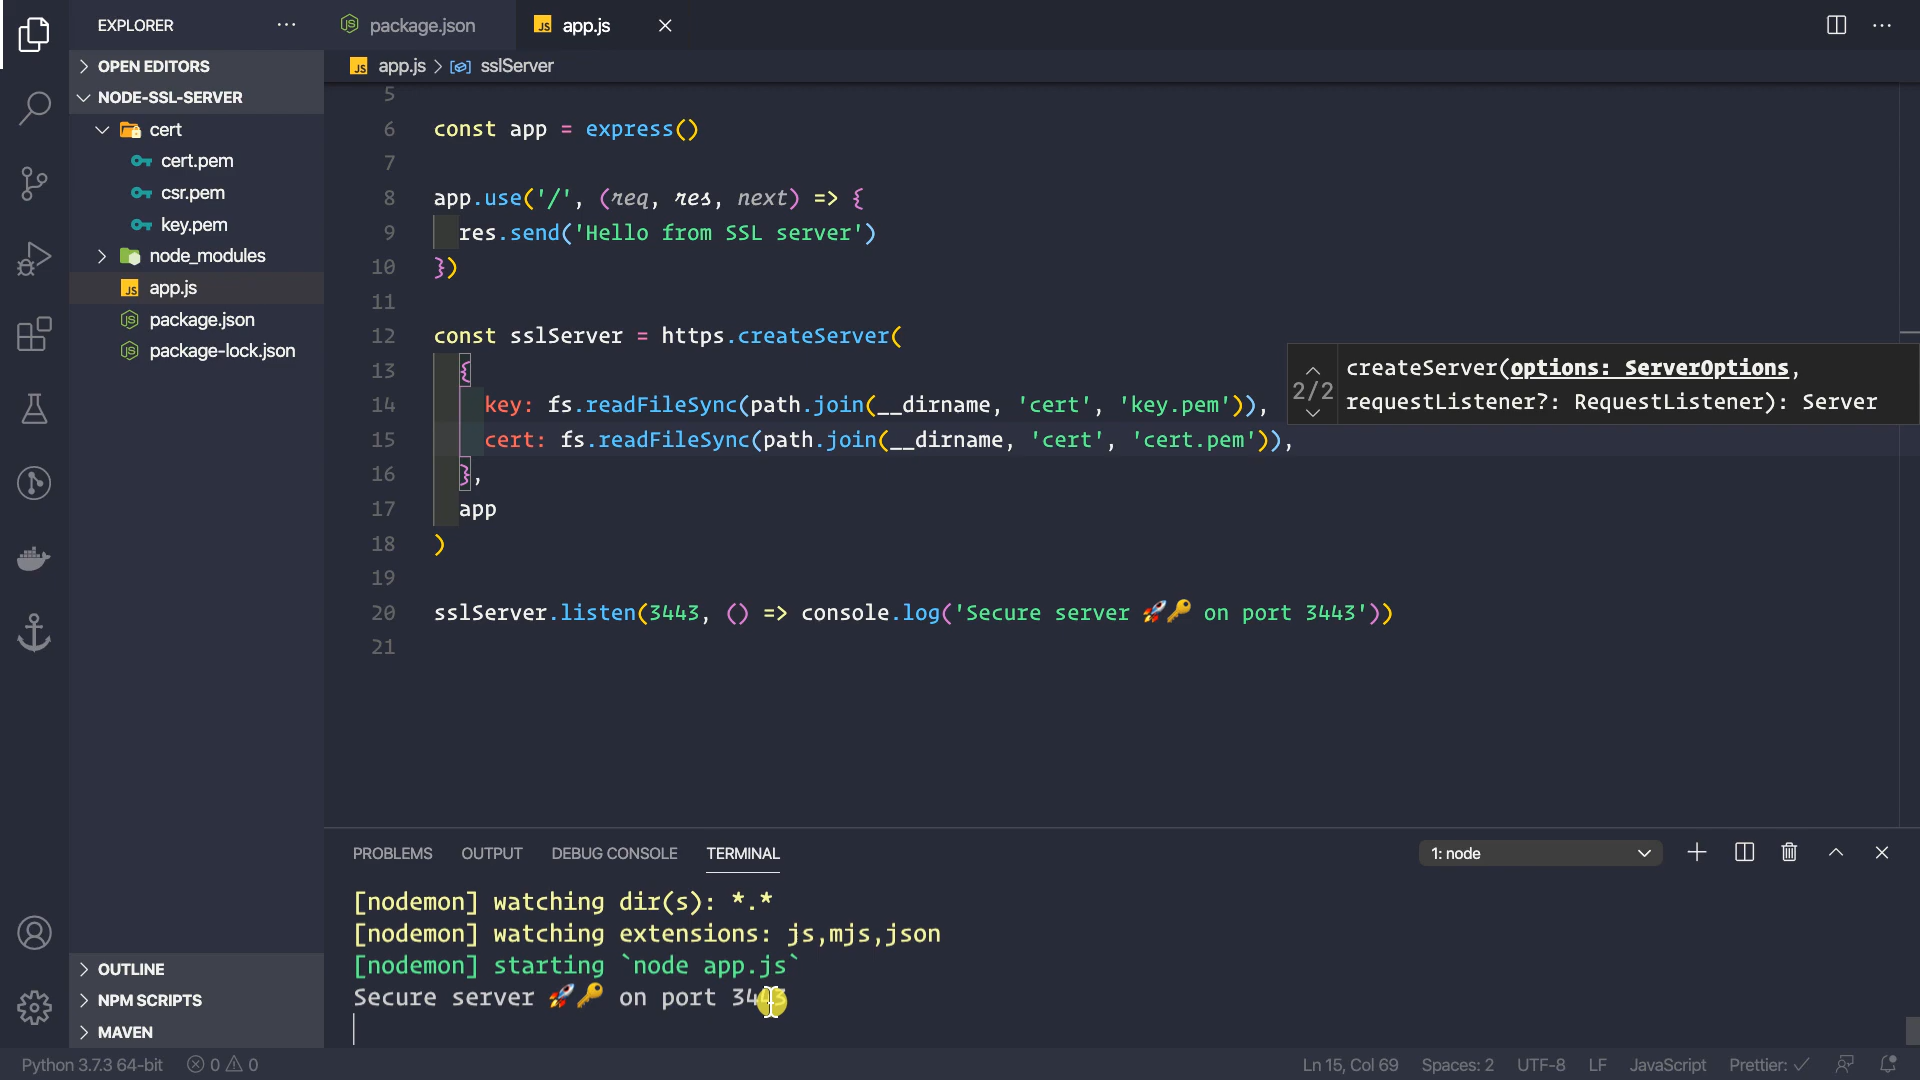 EXPLORER
···
package.json
JS app.js
···
OPEN EDITORS
NODE-SSL-SERVER
cert
cert.pem
csr.pem
key.pem
node_modules
JS app.js
package.json
package-lock.json
OUTLINE
NPM SCRIPTS
MAVEN
JS app.js > sslServer
5
6 const app = express()
7
8 app.use('/', (req, res, next) => {
9 res.send('Hello from SSL server')
10 })
11
12 const sslServer = https.createServer(
13 {
14 key: fs.readFileSync(path.join(__dirname, 'cert', 'key.pem')),
15 cert: fs.readFileSync(path.join(__dirname, 'cert', 'cert.pem')),
16 },
17 app
18 )
19
20 sslServer.listen(3443, () => console.log('Secure server 🚀🔑 on port 3443'))
21
2/2
createServer(options: ServerOptions,
requestListener?: RequestListener): Server
PROBLEMS OUTPUT DEBUG CONSOLE TERMINAL
1: node
[nodemon] watching dir(s): *.*
[nodemon] watching extensions: js,mjs,json
[nodemon] starting `node app.js`
Secure server 🚀🔑 on port 3443
Python 3.7.3 64-bit 0 0 Ln 15, Col 69 Spaces: 2 UTF-8 LF JavaScript Prettier: ✓